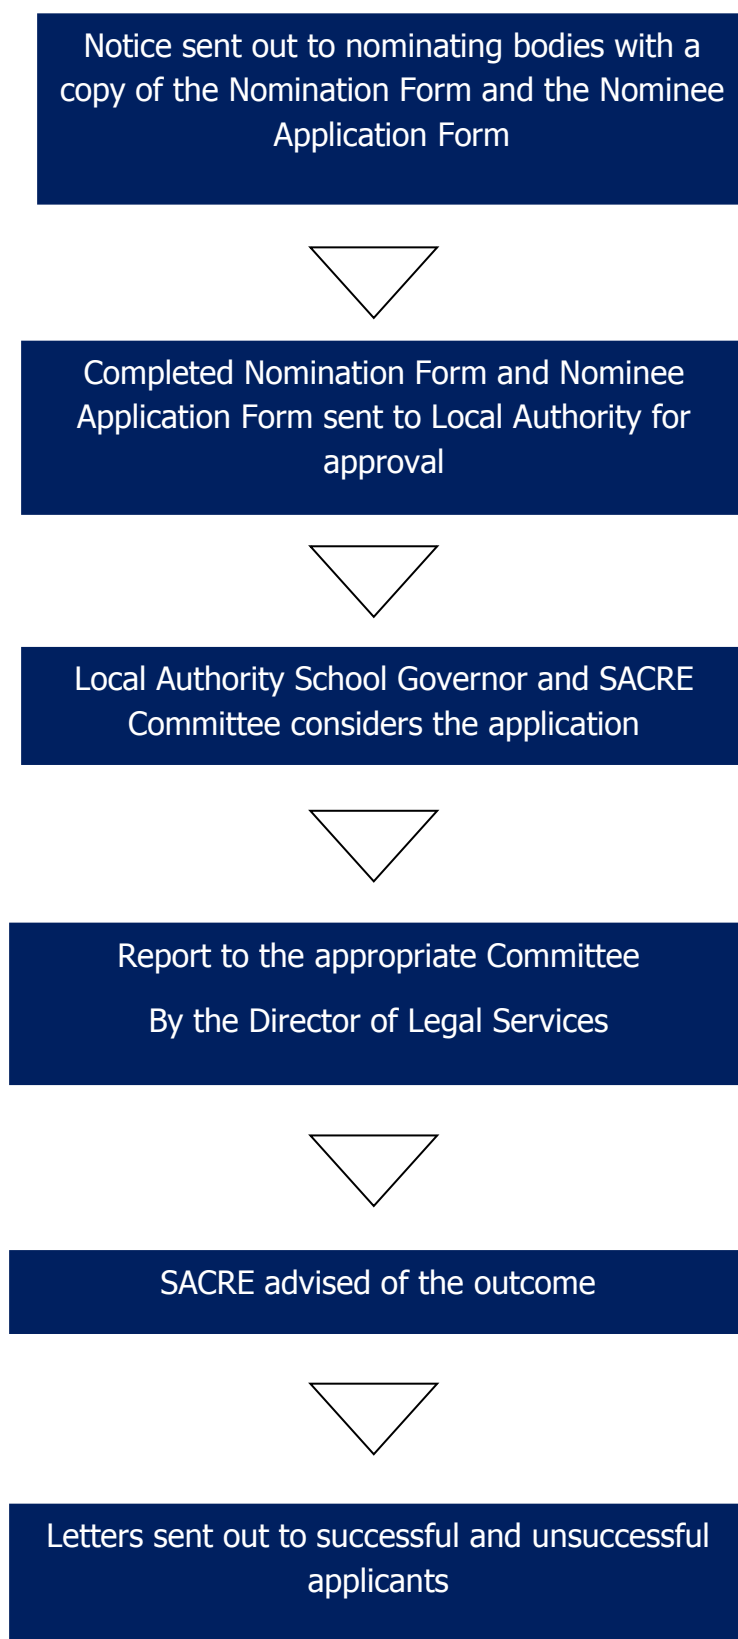 Notice sent out to nominating bodies with a
copy of the Nomination Form and the Nominee
Application Form
Completed Nomination Form and Nominee
Application Form sent to Local Authority for
approval
Local Authority School Governor and SACRE
Committee considers the application
Report to the appropriate Committee
By the Director of Legal Services
SACRE advised of the outcome
Letters sent out to successful and unsuccessful
applicants